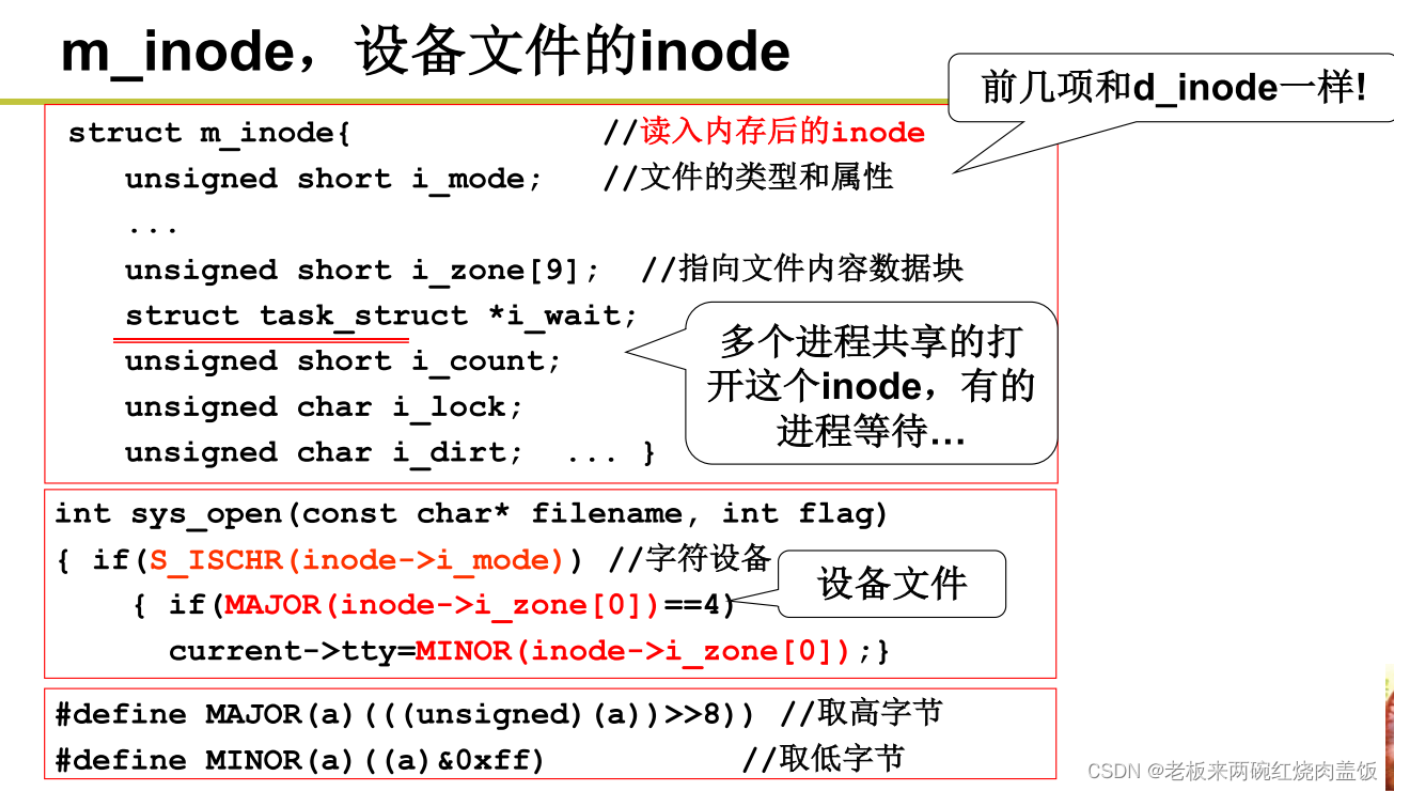 m_inode，设备文件的inode
前几项和d_inode一样!
struct m_inode{ //读入内存后的inode
unsigned short i_mode; //文件的类型和属性
...
unsigned short i_zone[9]; //指向文件内容数据块
struct task_struct *i_wait;
unsigned short i_count;
unsigned char i_lock;
unsigned char i_dirt; ... }
多个进程共享的打
开这个inode，有的
进程等待...
int sys_open(const char* filename, int flag)
{ if(S_ISCHR(inode->i_mode)) //字符设备
{ if(MAJOR(inode->i_zone[0])==4)
设备文件
current->tty=MINOR(inode->i_zone[0]);}
#define MAJOR(a)(((unsigned)(a))>>8)) //取高字节
#define MINOR(a)((a)&0xff) //取低字节
CSDN @老板来两碗红烧肉盖饭